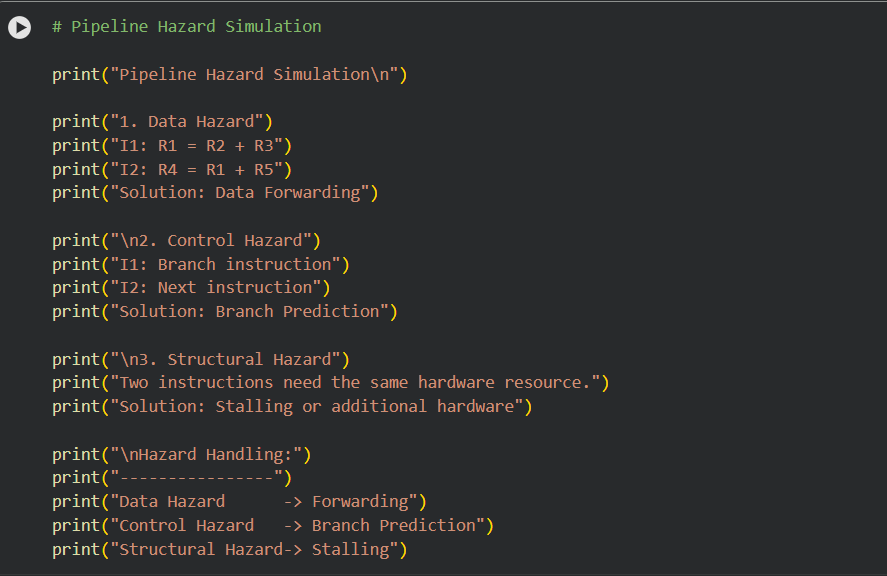 # Pipeline Hazard Simulation
print("Pipeline Hazard Simulation\n")
print("1. Data Hazard")
print("I1: R1 = R2 + R3")
print("I2: R4 = R1 + R5")
print("Solution: Data Forwarding")
print("\n2. Control Hazard")
print("I1: Branch instruction")
print("I2: Next instruction")
print("Solution: Branch Prediction")
print("\n3. Structural Hazard")
print("Two instructions need the same hardware resource.")
print("Solution: Stalling or additional hardware")
print("\nHazard Handling:")
print("----------------")
print("Data Hazard      -> Forwarding")
print("Control Hazard   -> Branch Prediction")
print("Structural Hazard-> Stalling")